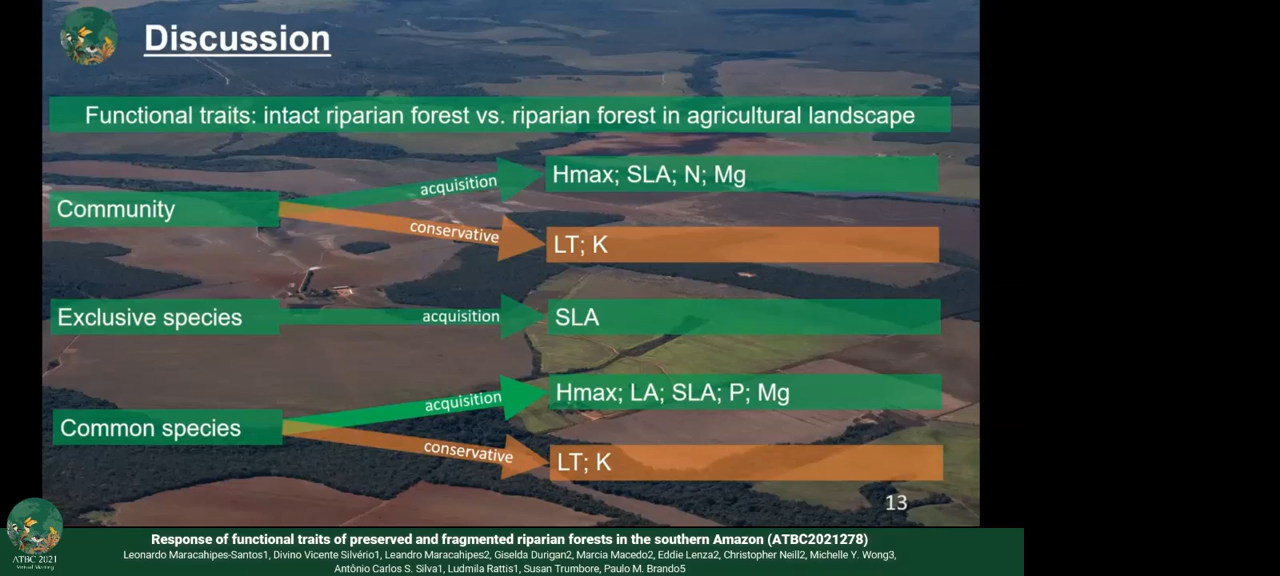 Discussion
Functional traits: intact riparian forest vs. riparian forest in agricultural landscape
Community
acquisition
Hmax; SLA; N; Mg
conservative
LT; K
Exclusive species
acquisition
SLA
Common species
acquisition
Hmax; LA; SLA; P; Mg
conservative
LT; K
13
ATBC 2021
Virtual Meeting
Response of functional traits of preserved and fragmented riparian forests in the southern Amazon (ATBC2021278)
Leonardo Maracahipes-Santos1, Divino Vicente Silvério1, Leandro Maracahipes2, Giselda Durigan2, Marcia Macedo2, Eddie Lenza2, Christopher Neill2, Michelle Y. Wong3,
Antônio Carlos S. Silva1, Ludmila Rattis1, Susan Trumbore, Paulo M. Brando5